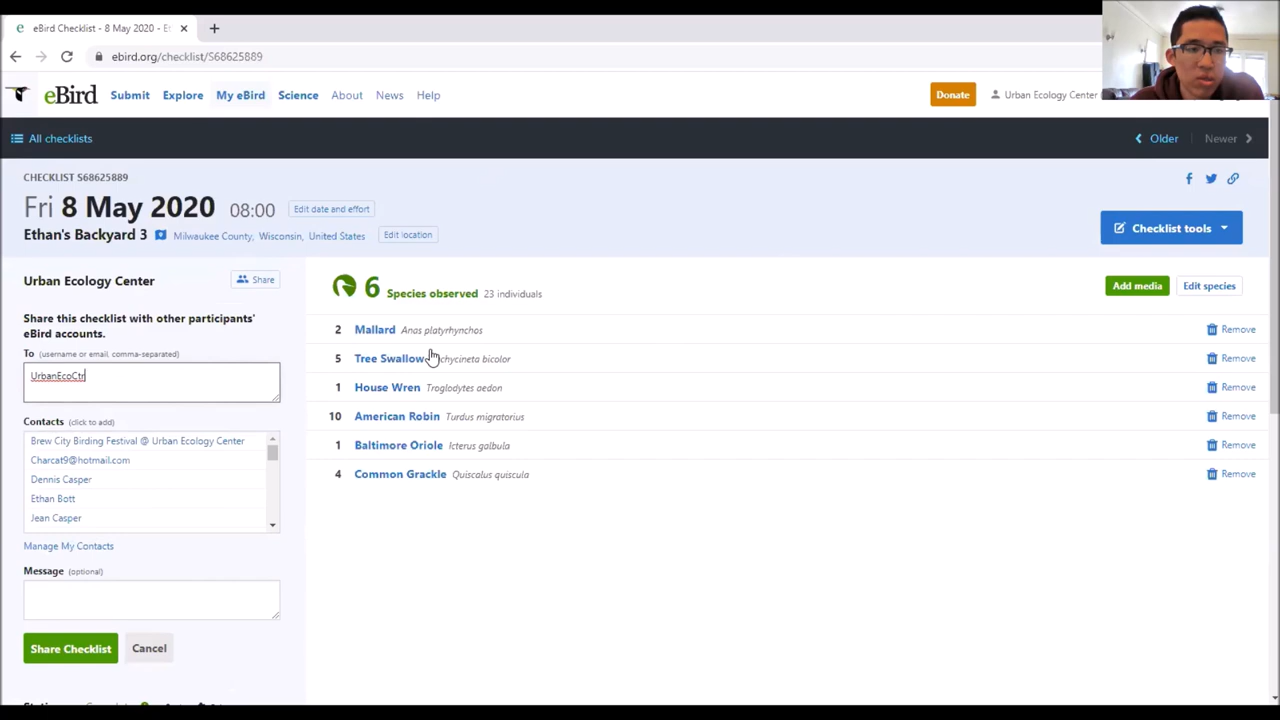 eBird Checklist - 8 May 2020 - Et
ebird.org/checklist/S68625889
eBird Submit Explore My eBird Science About News Help Donate Urban Ecology Center
All checklists Older Newer
CHECKLIST S68625889
Fri 8 May 2020 08:00 Edit date and effort
Ethan's Backyard 3 Milwaukee County, Wisconsin, United States Edit location
Checklist tools
Urban Ecology Center Share
Share this checklist with other participants'
eBird accounts.
To (username or email, comma-separated)
UrbanEcoCtr
Contacts (click to add)
Brew City Birding Festival @ Urban Ecology Center
Charcat9@hotmail.com
Dennis Casper
Ethan Bott
Jean Casper
Manage My Contacts
Message (optional)
Share Checklist Cancel
6 Species observed 23 individuals Add media Edit species
2 Mallard Anas platyrhynchos Remove
5 Tree Swallow chycineta bicolor Remove
1 House Wren Troglodytes aedon Remove
10 American Robin Turdus migratorius Remove
1 Baltimore Oriole Icterus galbula Remove
4 Common Grackle Quiscalus quiscula Remove